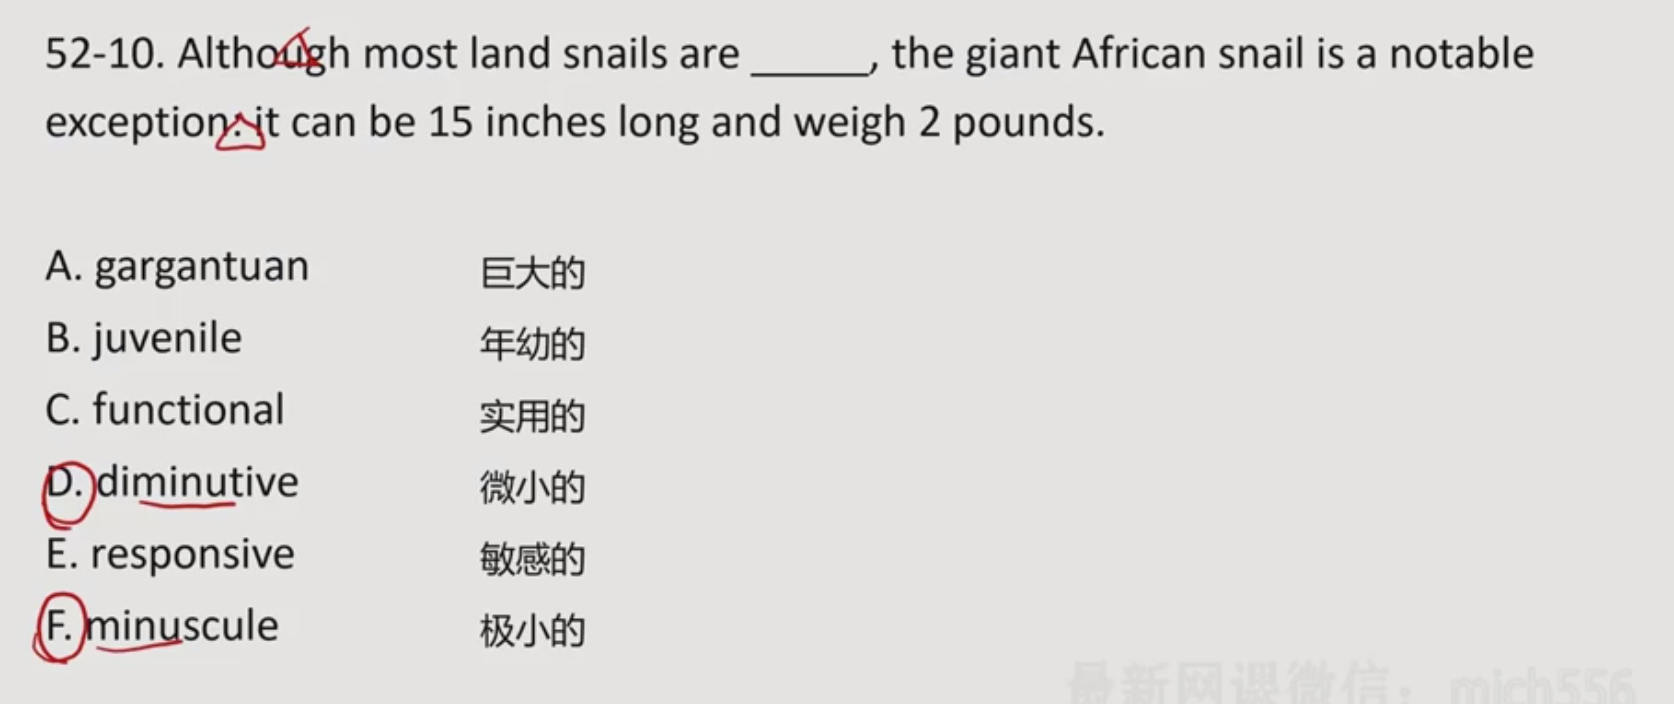 52-10. Although most land snails are _____, the giant African snail is a notable
exception: it can be 15 inches long and weigh 2 pounds.
A. gargantuan 巨大的
B. juvenile 年幼的
C. functional 实用的
D. diminutive 微小的
E. responsive 敏感的
F. minuscule 极小的
最新网课微信：mich556